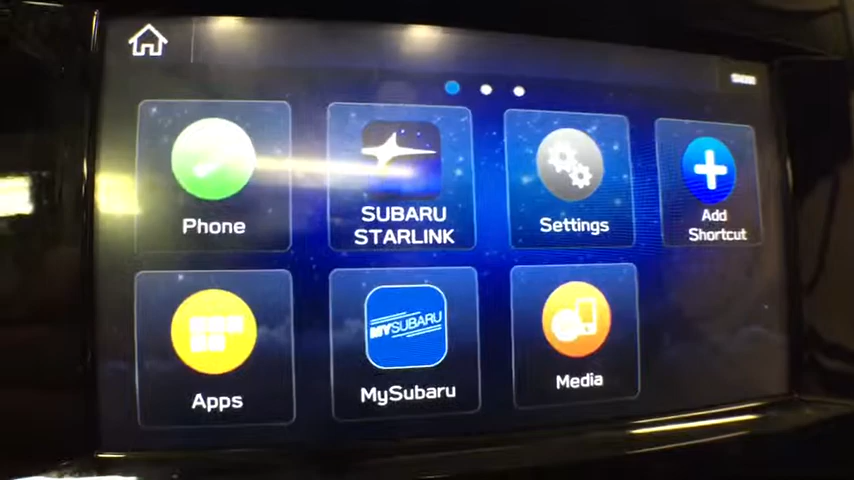 Phone
SUBARU
STARLINK
Settings
Add
Shortcut
Apps
MYSUBARU
MySubaru
Media